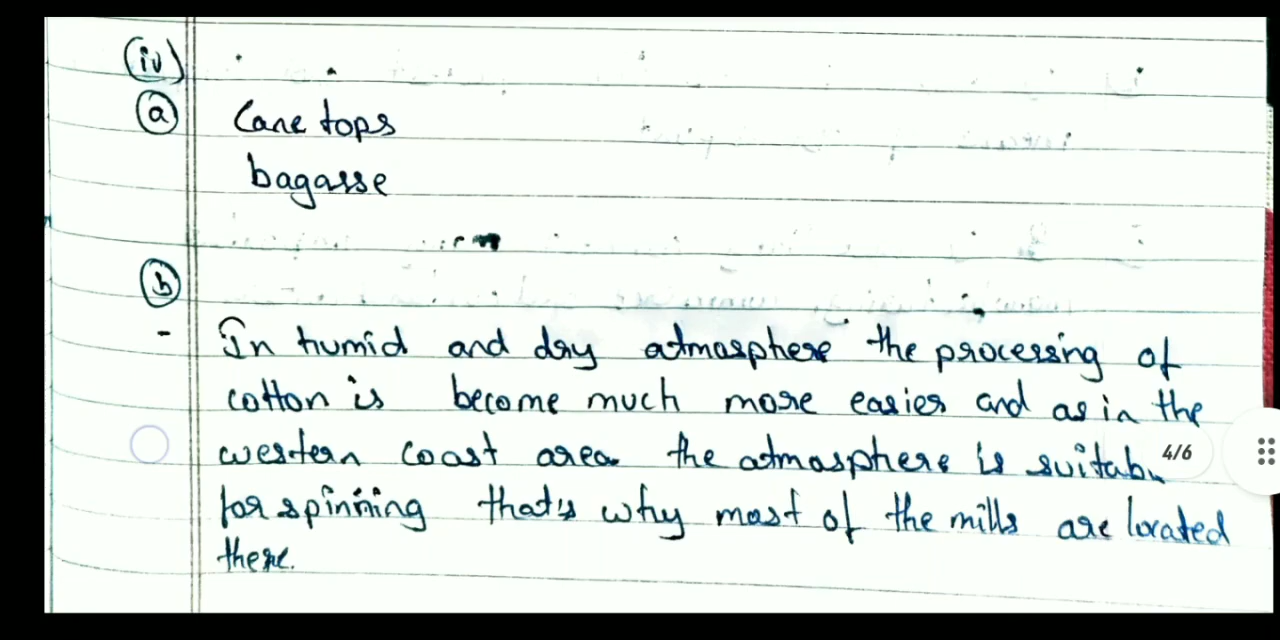 (iv)
(a) Cane tops
bagasse
(b)
- In humid and dry atmosphere the processing of
cotton is become much more easier and as in the
western coast area the atmosphere is
for spinning that's why most of the mills are located
there.
4/6